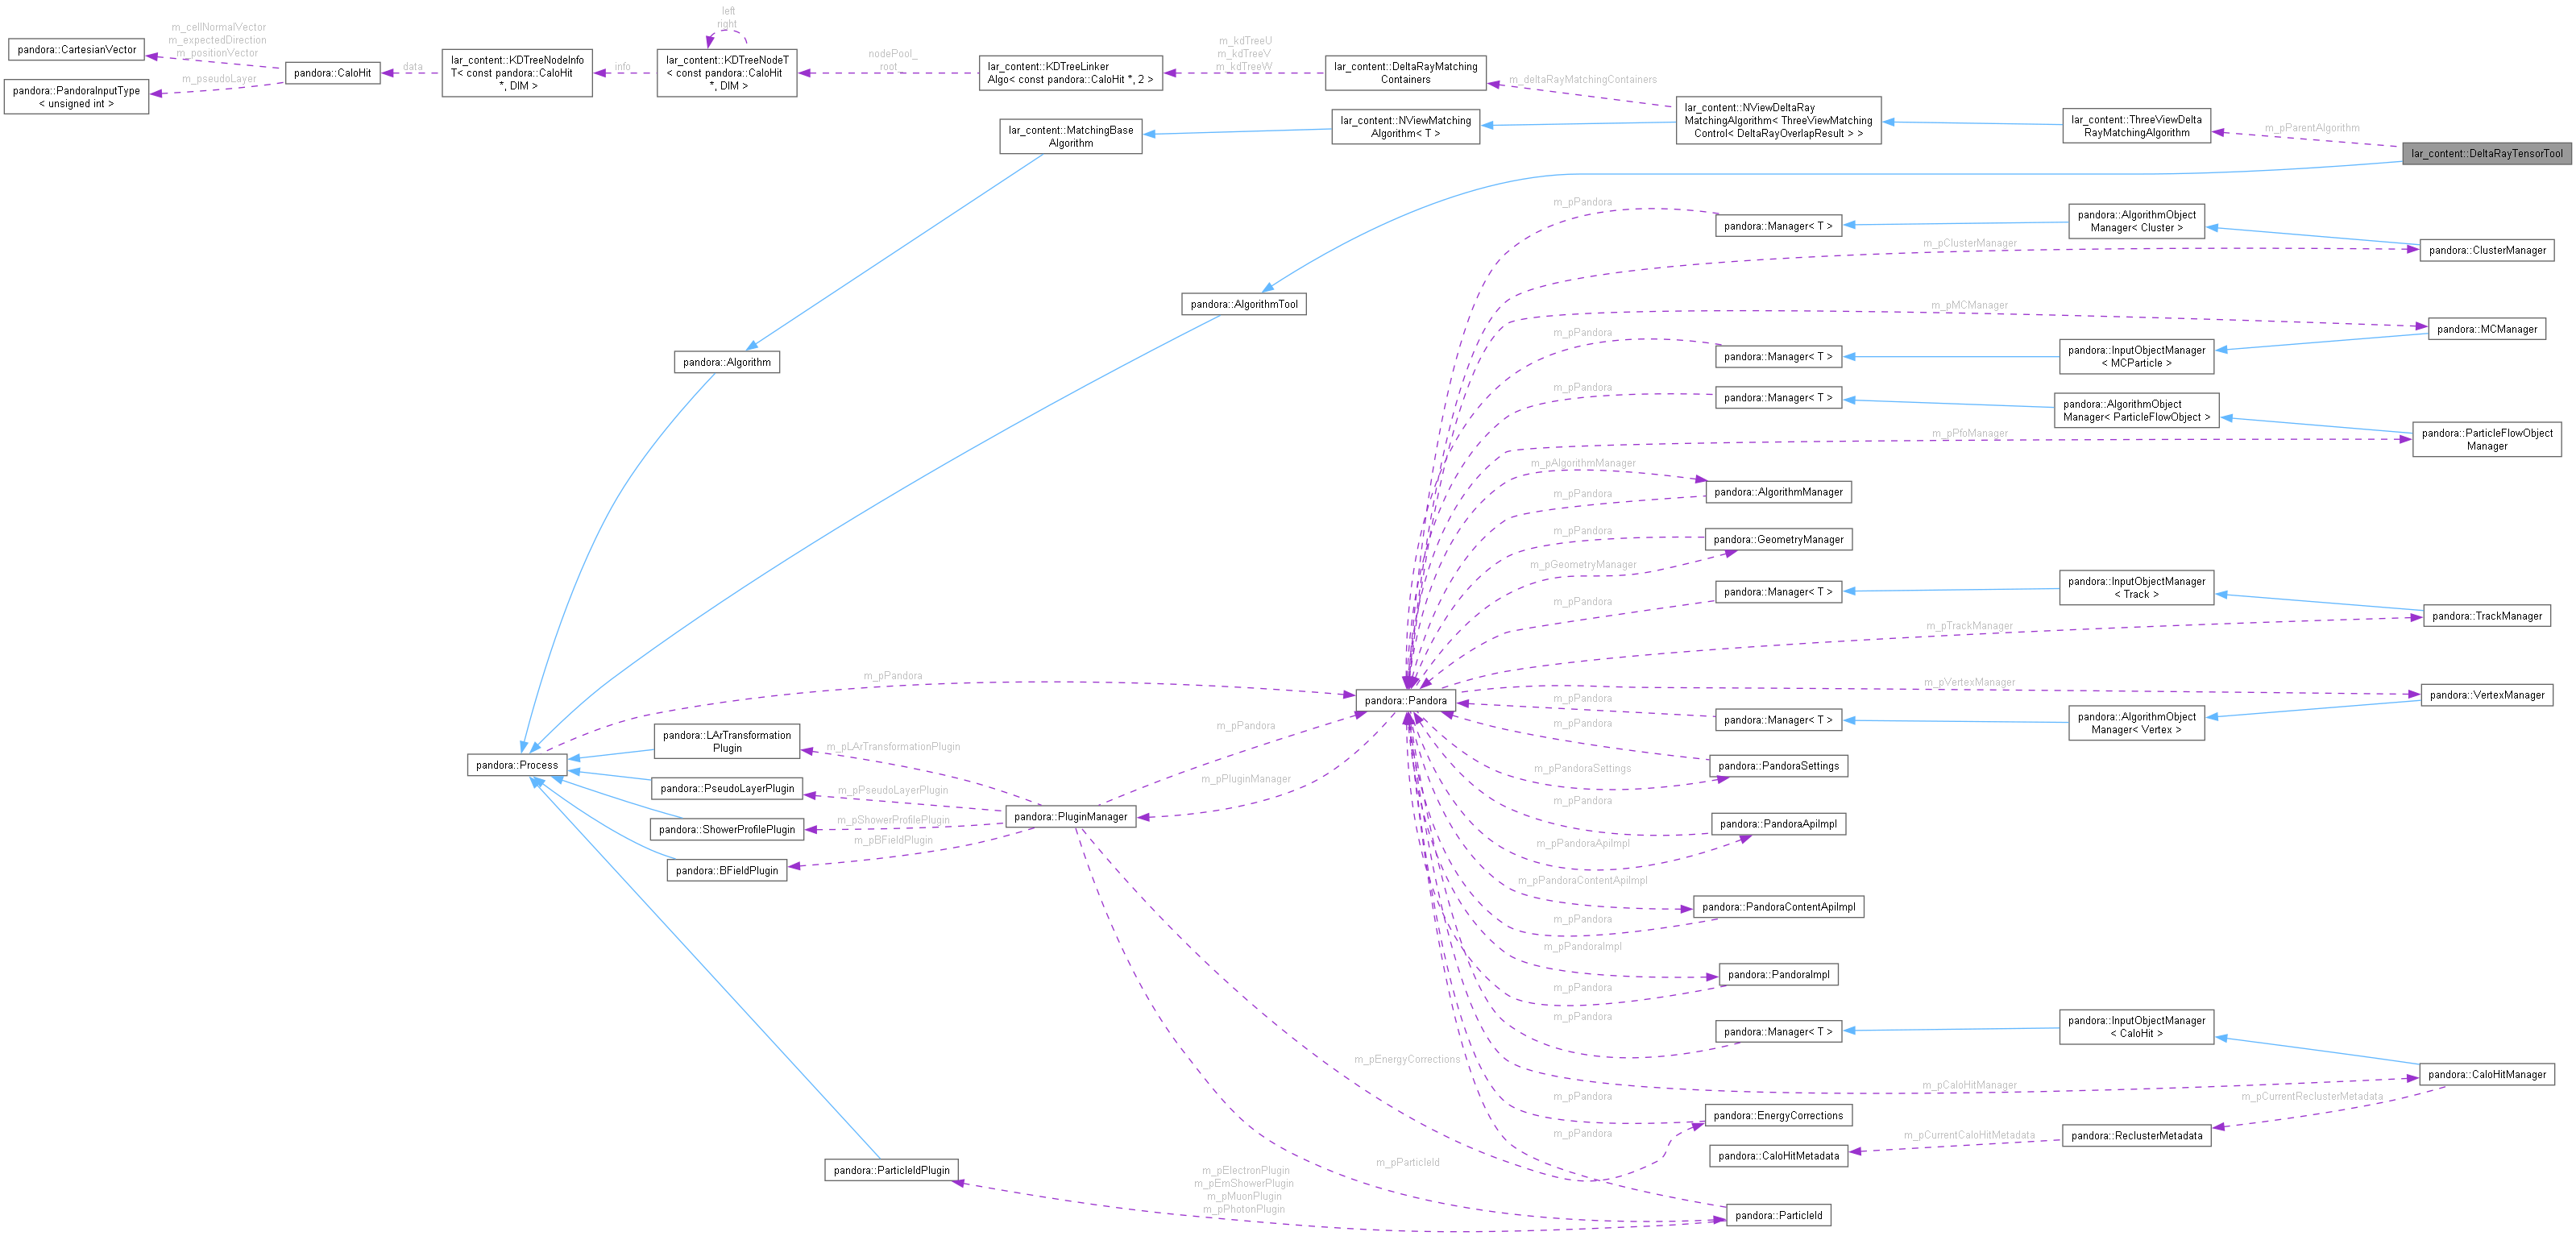 left
right
m_cellNormalVector
m_expectedDirection
m_positionVector
m_pseudoLayer
pandora::CartesianVector
pandora::PandoraInputType
< unsigned int >
pandora::CaloHit
data
lar_content::KDTreeNodeInfo
T< const pandora::CaloHit
*, DIM >
info
lar_content::KDTreeNodeT
< const pandora::CaloHit
*, DIM >
nodePool_
root_
lar_content::KDTreeLinker
Algo< const pandora::CaloHit *, 2 >
m_kdTreeU
m_kdTreeV
m_kdTreeW
lar_content::DeltaRayMatching
Containers
m_deltaRayMatchingContainers
lar_content::MatchingBase
Algorithm
lar_content::NViewMatching
Algorithm< T >
lar_content::NViewDeltaRay
MatchingAlgorithm< ThreeViewMatching
Control< DeltaRayOverlapResult > >
lar_content::ThreeViewDelta
RayMatchingAlgorithm
m_pParentAlgorithm
lar_content::DeltaRayTensorTool
m_pPandora
pandora::Manager< T >
pandora::AlgorithmObject
Manager< Cluster >
m_pClusterManager
pandora::ClusterManager
pandora::AlgorithmTool
m_pMCManager
pandora::MCManager
m_pPandora
pandora::Manager< T >
pandora::InputObjectManager
< MCParticle >
pandora::Algorithm
m_pPandora
pandora::Manager< T >
pandora::AlgorithmObject
Manager< ParticleFlowObject >
m_pPfoManager
pandora::ParticleFlowObject
Manager
m_pAlgorithmManager
m_pPandora
pandora::AlgorithmManager
m_pPandora
pandora::GeometryManager
m_pGeometryManager
m_pPandora
pandora::Manager< T >
pandora::InputObjectManager
< Track >
m_pTrackManager
pandora::TrackManager
m_pPandora
pandora::Pandora
m_pVertexManager
pandora::VertexManager
m_pPandora
pandora::Manager< T >
pandora::AlgorithmObject
Manager< Vertex >
m_pPandora
pandora::PandoraSettings
m_pPandoraSettings
pandora::Process
pandora::LArTransformation
Plugin
m_pLArTransformationPlugin
m_pPandora
m_pPluginManager
pandora::PseudoLayerPlugin
m_pPseudoLayerPlugin
pandora::PluginManager
pandora::ShowerProfilePlugin
m_pShowerProfilePlugin
m_pBFieldPlugin
pandora::BFieldPlugin
m_pPandora
pandora::PandoraApiImpl
m_pPandoraApiImpl
m_pPandoraContentApiImpl
pandora::PandoraContentApiImpl
m_pPandora
m_pPandoraImpl
pandora::PandoraImpl
m_pPandora
m_pPandora
pandora::Manager< T >
pandora::InputObjectManager
< CaloHit >
m_pEnergyCorrections
m_pCaloHitManager
pandora::CaloHitManager
m_pPandora
m_pCurrentReclusterMetadata
pandora::EnergyCorrections
m_pPandora
pandora::CaloHitMetadata
m_pCurrentCaloHitMetadata
pandora::ReclusterMetadata
m_pParticleId
pandora::ParticleIdPlugin
m_pElectronPlugin
m_pEmShowerPlugin
m_pMuonPlugin
m_pPhotonPlugin
pandora::ParticleId